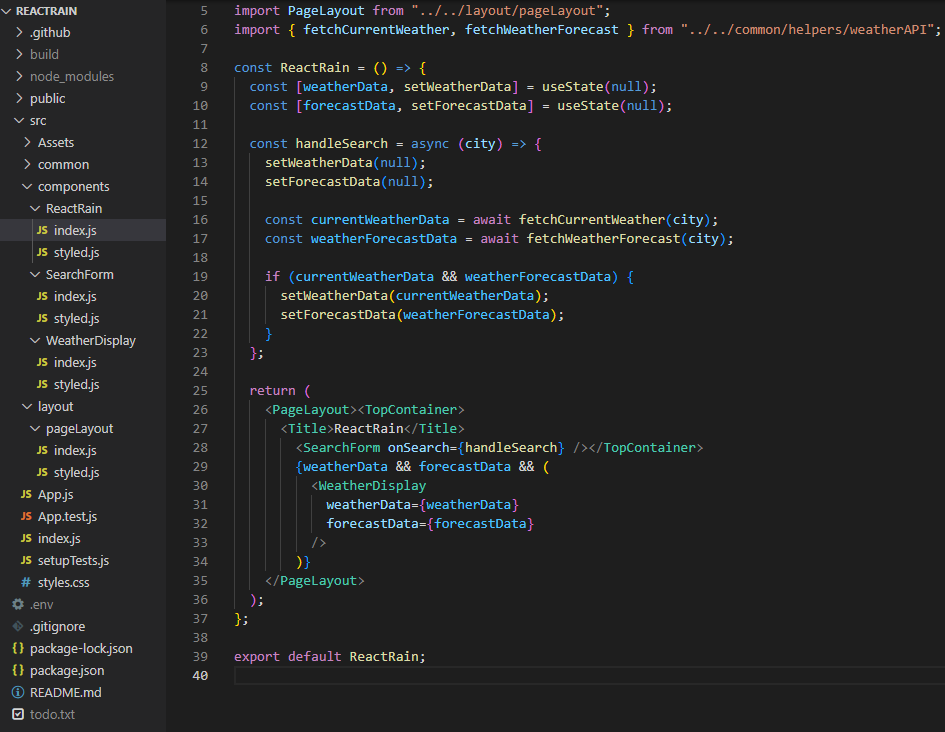 REACTRAIN
.github
build
node_modules
public
src
Assets
common
components
ReactRain
JS index.js
JS styled.js
SearchForm
JS index.js
JS styled.js
WeatherDisplay
JS index.js
JS styled.js
layout
pageLayout
JS index.js
JS styled.js
JS App.js
JS App.test.js
JS index.js
JS setupTests.js
# styles.css
.env
.gitignore
{} package-lock.json
{} package.json
README.md
todo.txt
5 import PageLayout from "../../layout/pageLayout";
6 import { fetchCurrentWeather, fetchWeatherForecast } from "../../common/helpers/weatherAPI";
7
8 const ReactRain = () => {
9 const [weatherData, setWeatherData] = useState(null);
10 const [forecastData, setForecastData] = useState(null);
11
12 const handleSearch = async (city) => {
13 setWeatherData(null);
14 setForecastData(null);
15
16 const currentWeatherData = await fetchCurrentWeather(city);
17 const weatherForecastData = await fetchWeatherForecast(city);
18
19 if (currentWeatherData && weatherForecastData) {
20 setWeatherData(currentWeatherData);
21 setForecastData(weatherForecastData);
22 }
23 };
24
25 return (
26 <PageLayout><TopContainer>
27 <Title>ReactRain</Title>
28 <SearchForm onSearch={handleSearch} /></TopContainer>
29 {weatherData && forecastData && (
30 <WeatherDisplay
31 weatherData={weatherData}
32 forecastData={forecastData}
33 />
34 )}
35 </PageLayout>
36 );
37 };
38
39 export default ReactRain;
40